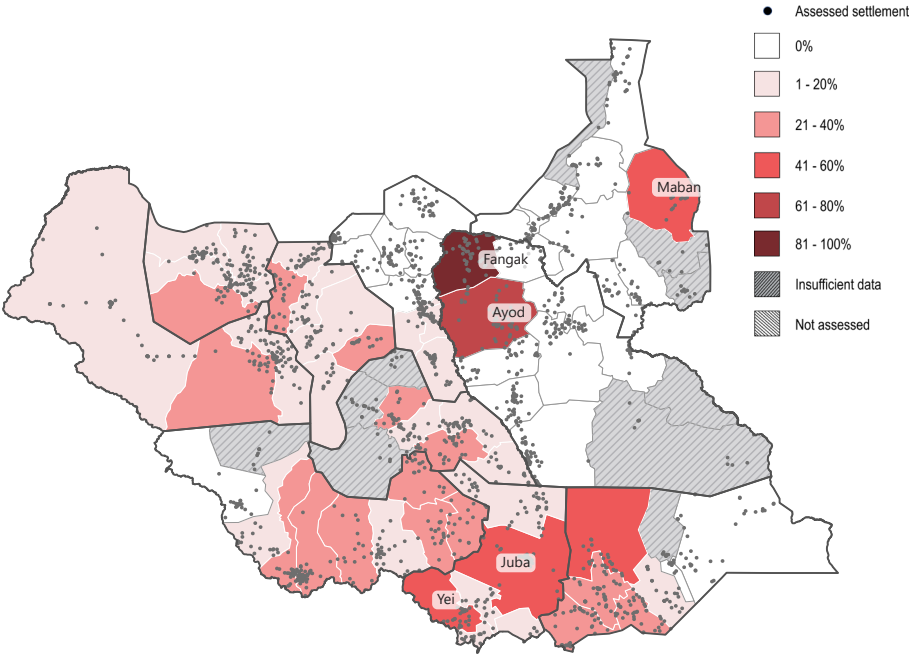 Assessed settlement
0%
1 - 20%
21 - 40%
41 - 60%
61 - 80%
81 - 100%
Insufficient data
Not assessed
Maban
Fangak
Ayod
Juba
Yei